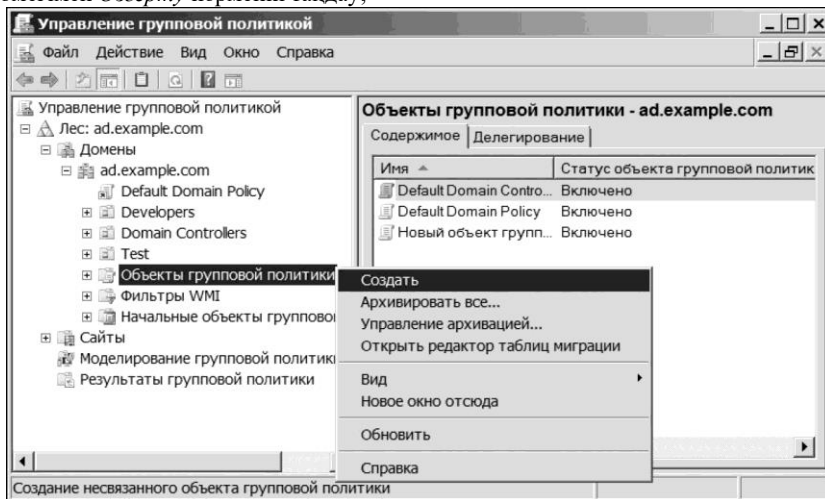 Управление групповой политикой
Файл Действие Вид Окно Справка
Управление групповой политикой
Лес: ad.example.com
Домены
ad.example.com
Default Domain Policy
Developers
Domain Controllers
Test
Объекты групповой политики
Фильтры WMI
Начальные объекты группово
Сайты
Моделирование групповой политик
Результаты групповой политики
Объекты групповой политики - ad.example.com
Содержимое Делегирование
Имя Статус объекта групповой политик
Default Domain Contro... Включено
Default Domain Policy Включено
Новый объект групп... Включено
Создать
Архивировать все...
Управление архивацией...
Открыть редактор таблиц миграции
Вид
Новое окно отсюда
Обновить
Справка
Создание несвязанного объекта групповой политики